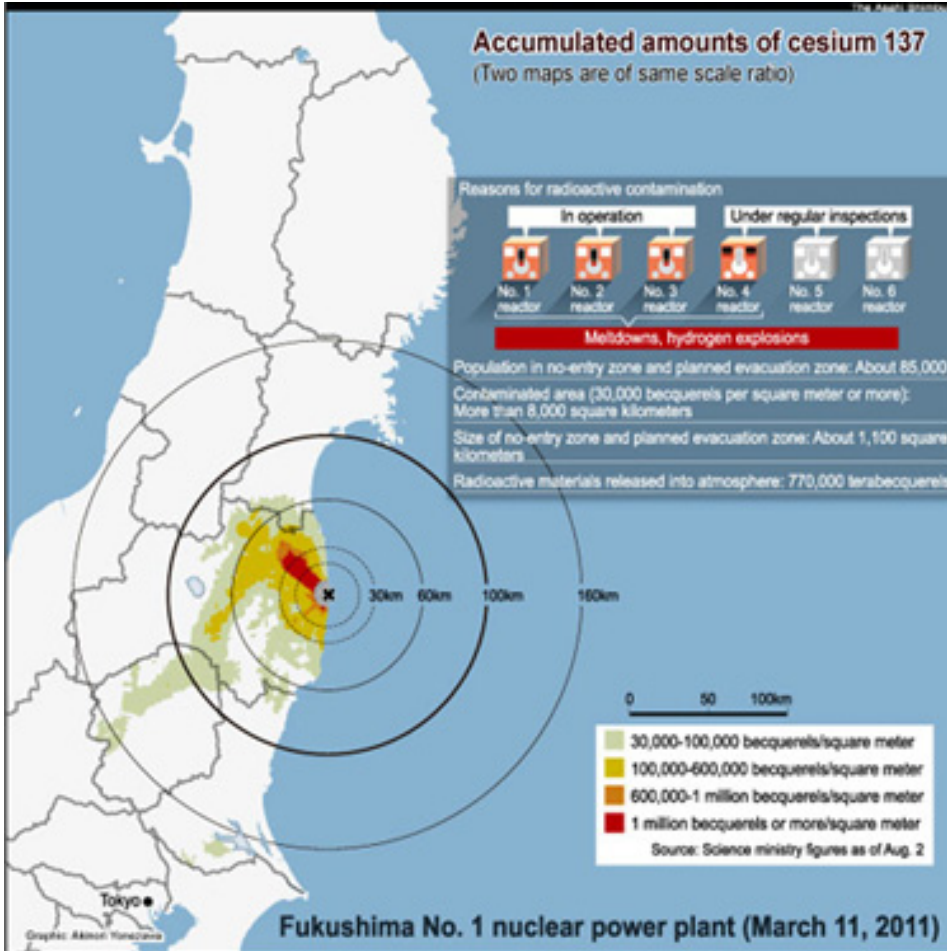 The Asahi Shimbu
Accumulated amounts of cesium 137
(Two maps are of same scale ratio)
Reasons for radioactive contamination
In operation
Under regular inspections
No. 1 reactor
No. 2 reactor
No. 3 reactor
No. 4 reactor
No. 5 reactor
No. 6 reactor
Meltdowns, hydrogen explosions
Population in no-entry zone and planned evacuation zone: About 85,000
Contaminated area (30,000 becquerels per square meter or more):
More than 8,000 square kilometers
Size of no-entry zone and planned evacuation zone: About 1,100 square
kilometers
Radioactive materials released into atmosphere: 770,000 terabecquerels
30km
60km
100km
160km
0 50 100km
30,000-100,000 becquerels/square meter
100,000-600,000 becquerels/square meter
600,000-1 million becquerels/square meter
1 million becquerels or more/square meter
Source: Science ministry figures as of Aug. 2
Tokyo
Fukushima No. 1 nuclear power plant (March 11, 2011)
Graphic: Akinori Yonezawa